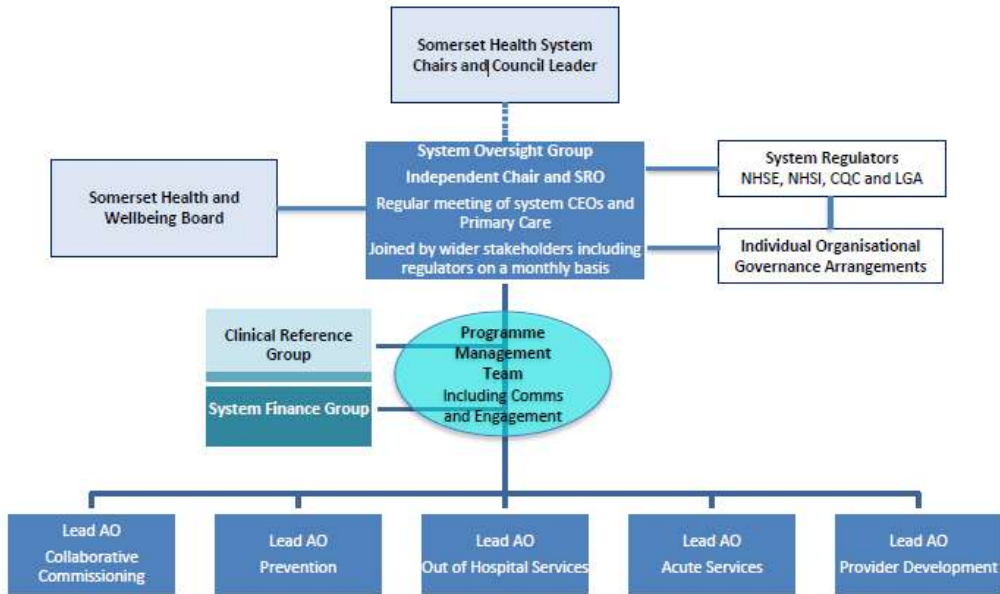 Somerset Health System
Chairs and Council Leader
System Oversight Group
Independent Chair and SRO
Regular meeting of system CEOs and
Primary Care
Joined by wider stakeholders including
regulators on a monthly basis
Somerset Health and
Wellbeing Board
System Regulators
NHSE, NHSI, CQC and LGA
Individual Organisational
Governance Arrangements
Clinical Reference
Group
System Finance Group
Programme
Management
Team
Including Comms
and Engagement
Lead AO
Collaborative
Commissioning
Lead AO
Prevention
Lead AO
Out of Hospital Services
Lead AO
Acute Services
Lead AO
Provider Development